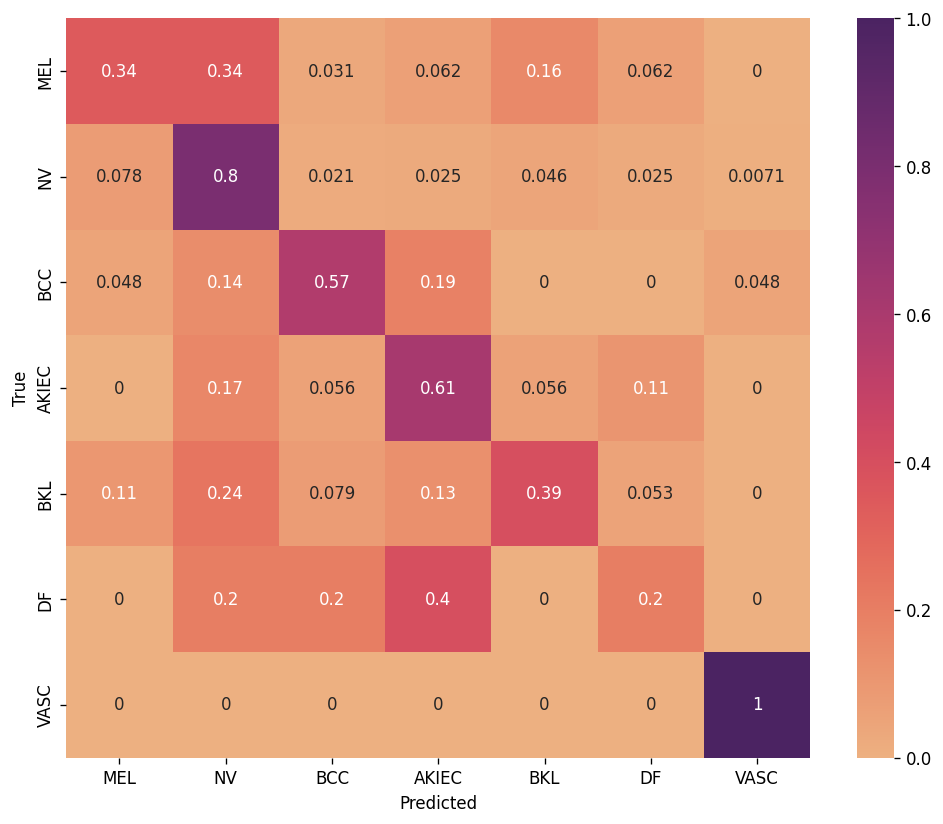 MEL 0.34 0.34 0.031 0.062 0.16 0.062 0
NV 0.078 0.8 0.021 0.025 0.046 0.025 0.0071
BCC 0.048 0.14 0.57 0.19 0 0 0.048
AKIEC 0 0.17 0.056 0.61 0.056 0.11 0
BKL 0.11 0.24 0.079 0.13 0.39 0.053 0
DF 0 0.2 0.2 0.4 0 0.2 0
VASC 0 0 0 0 0 0 1
True
MEL NV BCC AKIEC BKL DF VASC
Predicted
1.0
0.8
0.6
0.4
0.2
0.0